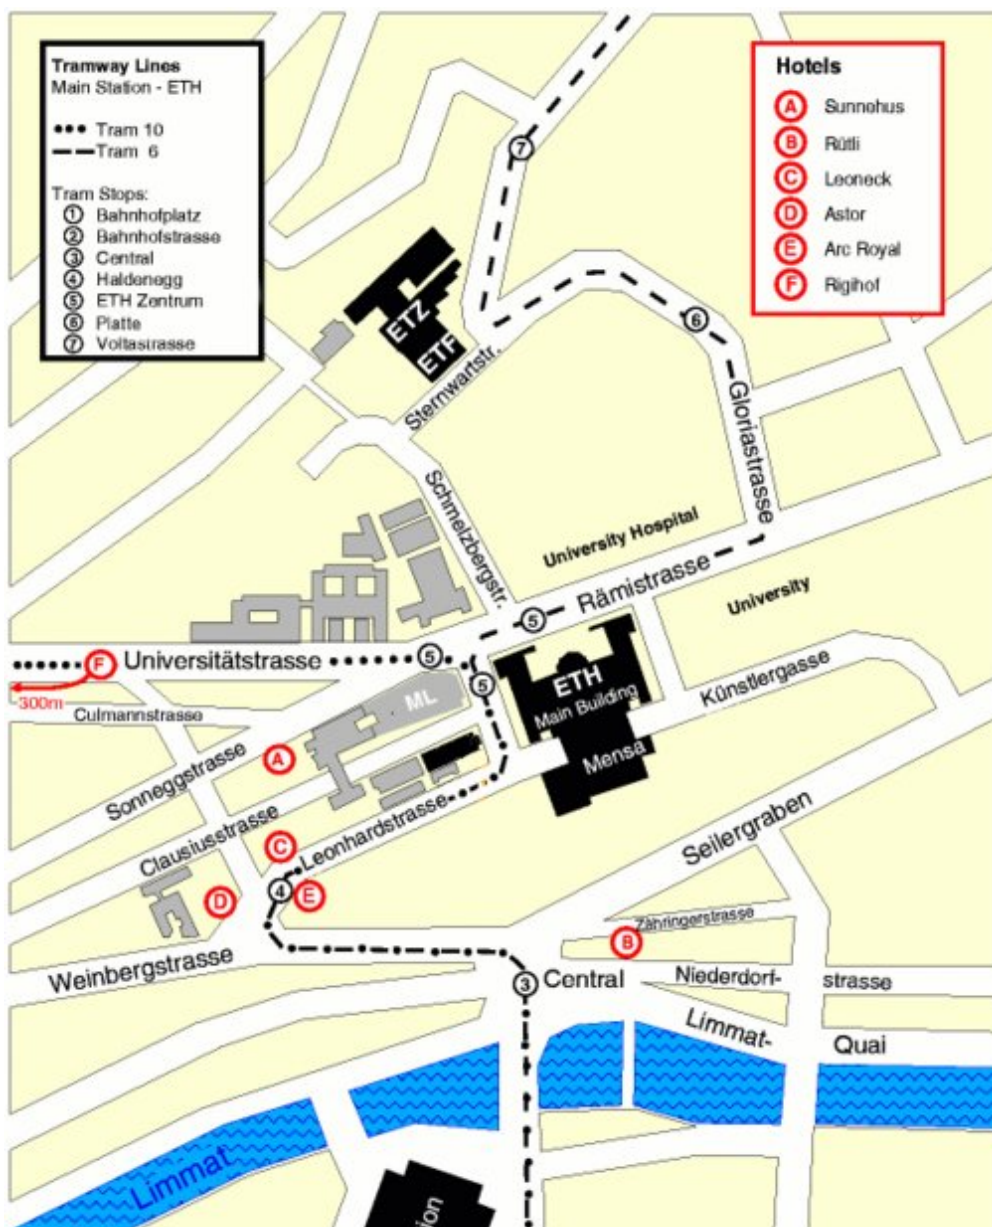 Tramway Lines
Main Station - ETH
Tram 10
Tram 6
Tram Stops:
1 Bahnhofplatz
2 Bahnhofstrasse
3 Central
4 Haldenegg
5 ETH Zentrum
6 Platte
7 Voltastrasse
Hotels
A Sunnehus
B Rütli
C Leoneck
D Astor
E Arc Royal
F Rigihof
7
ETZ
ETF
Sternwartstr.
6
Gloriastrasse
Schmelzbergstr.
University Hospital
Rämistrasse
University
5
F
Universitätstrasse
5
5
300m
Culmannstrasse
ML
ETH
Main Building
Mensa
Künstlergasse
A
Sonneggstrasse
Clausiusstrasse
C
Leonhardstrasse
Seilergraben
D
4
E
Zähringerstrasse
B
Weinbergstrasse
3
Central
Niederdorf-
strasse
Limmat-
Quai
Limmat
ion